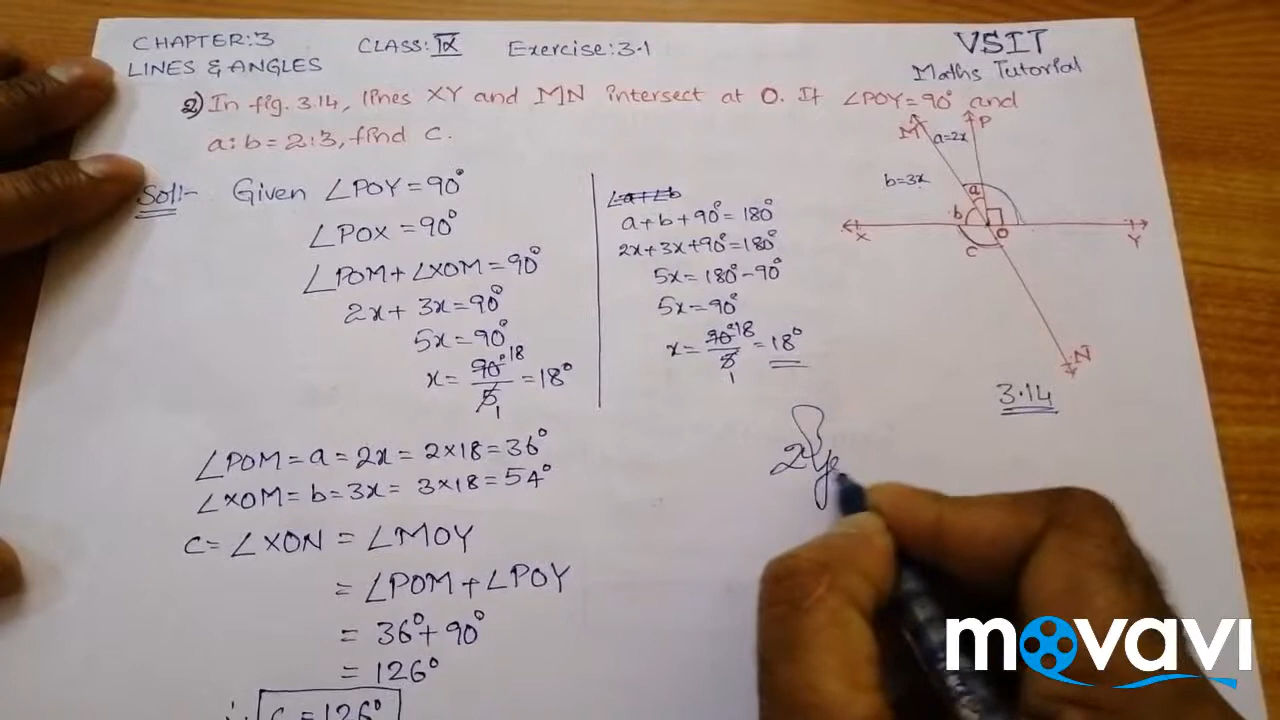 CHAPTER:3 CLASS: IX Exercise:3.1
LINES & ANGLES
VSIT
Maths Tutorial
2) In fig. 3.14, lines XY and MN intersect at O. If ∠POY=90° and
a:b=2:3, find c.
Sol:- Given ∠POY=90°
∠POX=90°
∠POM+∠XOM=90°
2x+3x=90°
5x=90°
x=90°/5=18°
18
1
∠a+∠b
a+b+90°=180°
2x+3x+90°=180°
5x=180°-90°
5x=90°
x=90°/5=18°
18
1
M
P
a=2x
b=3x
a
b
O
X
Y
c
N
3.14
∠POM=a=2x=2×18=36°
∠XOM=b=3x=3×18=54°
c=∠XON=∠MOY
=∠POM+∠POY
=36°+90°
=126°
∴ c=126°
movavi